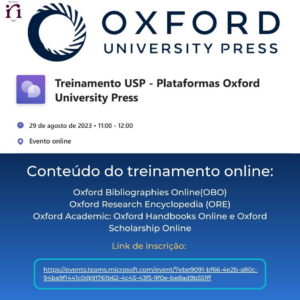 OXFORD
UNIVERSITY PRESS
Treinamento USP - Plataformas Oxford
University Press
29 de agosto de 2023 • 11:00 - 12:00
Evento online
Conteúdo do treinamento online:
Oxford Bibliographies Online(OBO)
Oxford Research Encyclopedia (ORE)
Oxford Academic: Oxford Handbooks Online e Oxford
Scholarship Online
Link de inscrição: